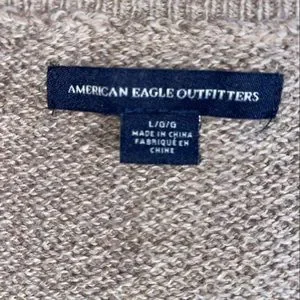 AMERICAN EAGLE OUTFITTERS
L/G/G
MADE IN CHINA
FABRIQUÉ EN
CHINE